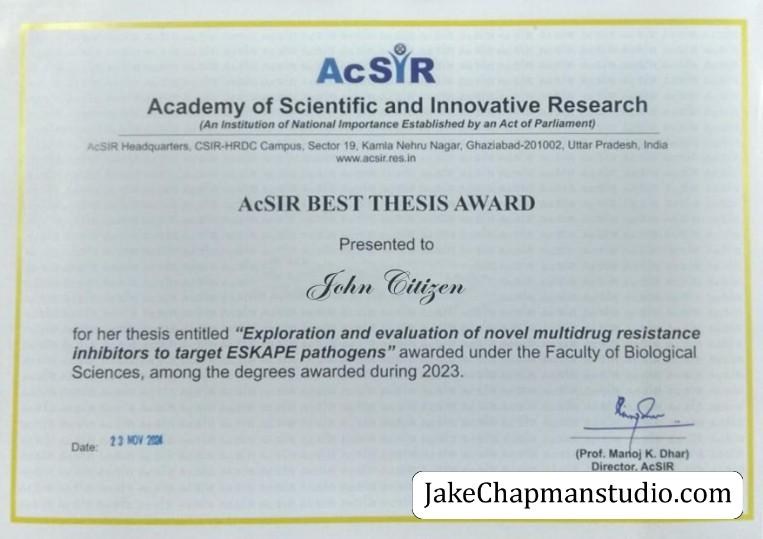 AcSIR
Academy of Scientific and Innovative Research
(An Institution of National Importance Established by an Act of Parliament)
AcSIR Headquarters, CSIR-HRDC Campus, Sector 19, Kamla Nehru Nagar, Ghaziabad-201002, Uttar Pradesh, India
www.acsir.res.in
AcSIR BEST THESIS AWARD
Presented to
John Citizen
for her thesis entitled “Exploration and evaluation of novel multidrug resistance
inhibitors to target ESKAPE pathogens” awarded under the Faculty of Biological
Sciences, among the degrees awarded during 2023.
Date: 23 NOV 2024
(Prof. Manoj K. Dhar)
Director, AcSIR
JakeChapmanstudio.com